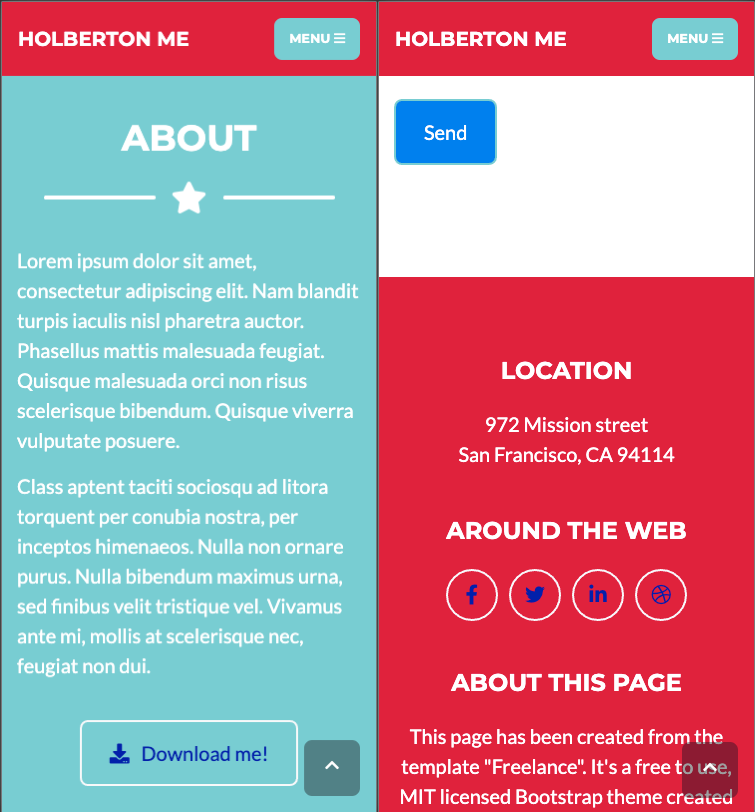 HOLBERTON ME
MENU
ABOUT
Lorem ipsum dolor sit amet,
consectetur adipiscing elit. Nam blandit
turpis iaculis nisl pharetra auctor.
Phasellus mattis malesuada feugiat.
Quisque malesuada orci non risus
scelerisque bibendum. Quisque viverra
vulputate posuere.
Class aptent taciti sociosqu ad litora
torquent per conubia nostra, per
inceptos himenaeos. Nulla non ornare
purus. Nulla bibendum maximus urna,
sed finibus velit tristique vel. Vivamus
ante mi, mollis at scelerisque nec,
feugiat non dui.
Download me!
HOLBERTON ME
MENU
Send
LOCATION
972 Mission street
San Francisco, CA 94114
AROUND THE WEB
ABOUT THIS PAGE
This page has been created from the
template "Freelance". It's a free to use,
MIT licensed Bootstrap theme created